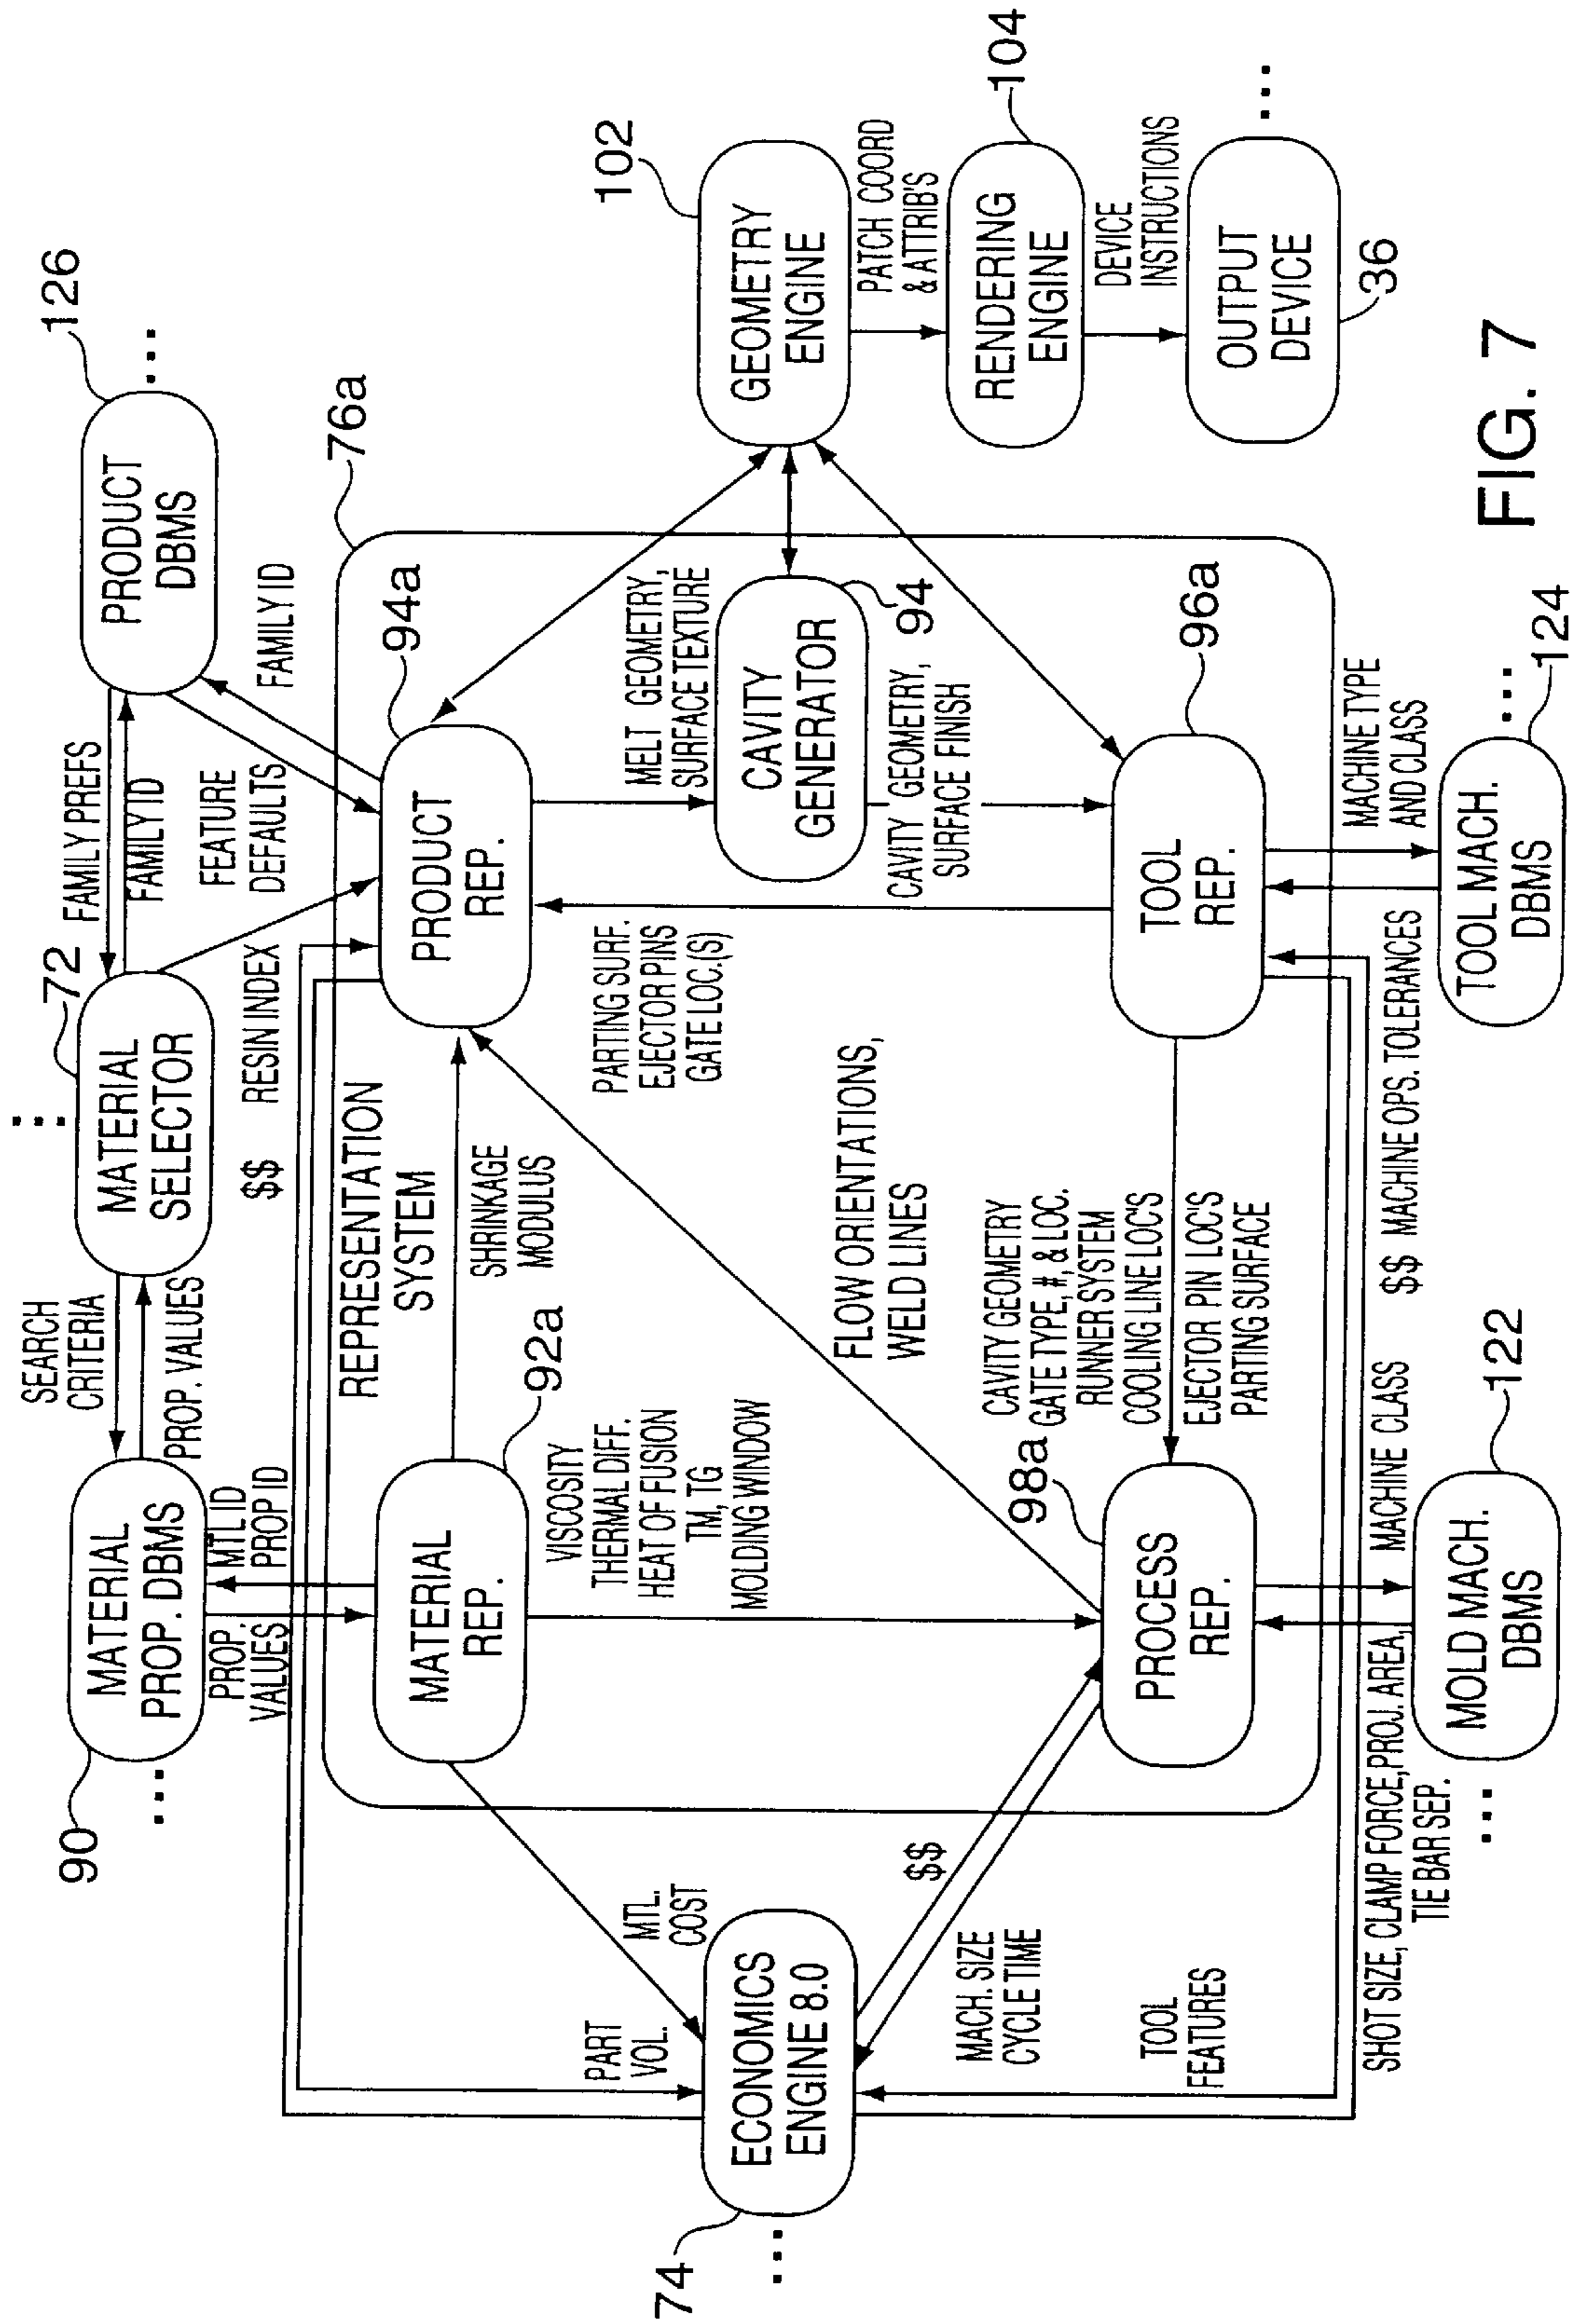 90
MATERIAL
PROP. DBMS
SEARCH
CRITERIA
PROP. VALUES
72
MATERIAL
SELECTOR
FAMILY PREFS
FAMILY ID
126
PRODUCT
DBMS
PROP.
VALUES
MTL ID
PROP ID
$$
RESIN INDEX
FEATURE
DEFAULTS
FAMILY ID
76a
REPRESENTATION
SYSTEM
MATERIAL
REP.
92a
SHRINKAGE
MODULUS
PRODUCT
REP.
94a
VISCOSITY
THERMAL DIFF.
HEAT OF FUSION
TM, TG
MOLDING WINDOW
PARTING SURF.
EJECTOR PINS
GATE LOC.(S)
MELT GEOMETRY,
SURFACE TEXTURE
102
GEOMETRY
ENGINE
MTL.
COST
PART
VOL.
74
ECONOMICS
ENGINE 8.0
CAVITY
GENERATOR
94
PATCH COORD
& ATTRIB'S
104
RENDERING
ENGINE
FLOW ORIENTATIONS,
WELD LINES
CAVITY GEOMETRY,
SURFACE FINISH
$$
MACH. SIZE
CYCLE TIME
CAVITY GEOMETRY
GATE TYPE, #, & LOC.
RUNNER SYSTEM
COOLING LINE LOC'S
EJECTOR PIN LOC'S
PARTING SURFACE
DEVICE
INSTRUCTIONS
98a
PROCESS
REP.
TOOL
REP.
96a
OUTPUT
DEVICE
36
TOOL
FEATURES
SHOT SIZE, CLAMP FORCE, PROJ. AREA,
TIE BAR SEP.
MACHINE CLASS
$$ MACHINE OPS. TOLERANCES
MACHINE TYPE
AND CLASS
MOLD MACH.
DBMS
122
TOOL MACH.
DBMS
124
FIG. 7